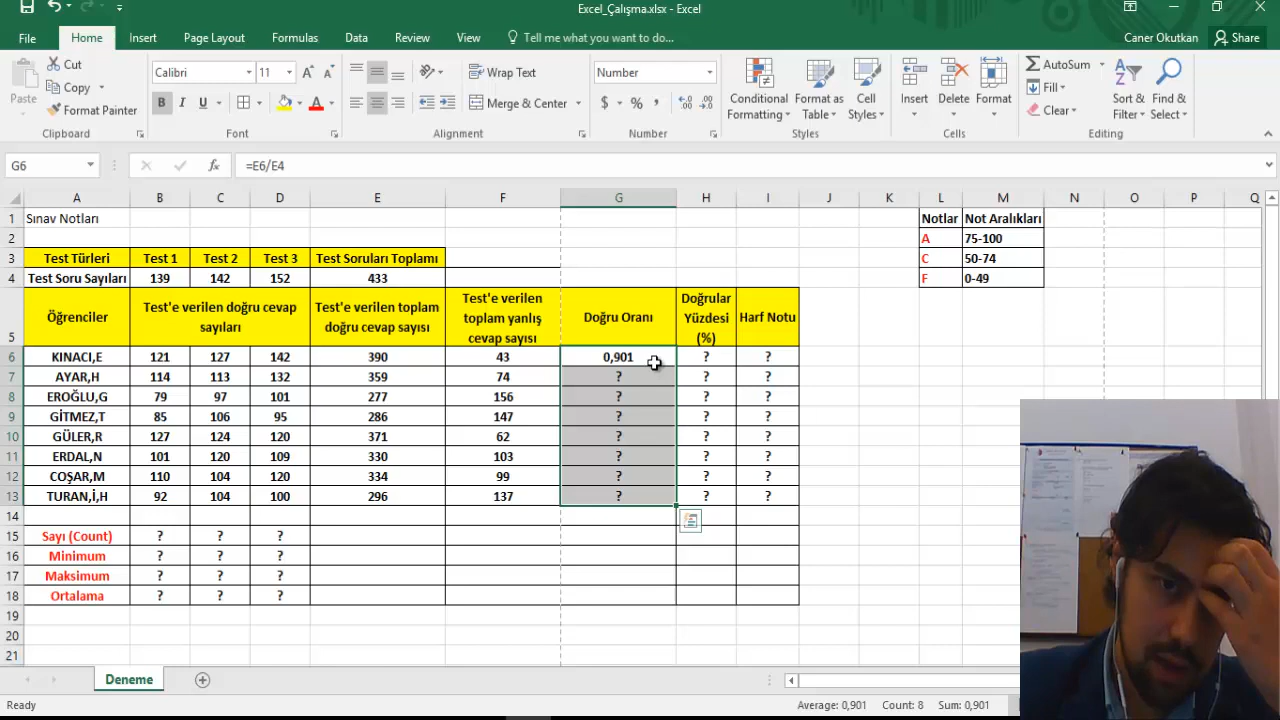 Excel_Çalışma.xlsx - Excel
File Home Insert Page Layout Formulas Data Review View Tell me what you want to do... Caner Okutkan Share
Cut
Copy
Format Painter
Paste
Calibri 11
B I U
Wrap Text
Merge & Center
Number
$ % ,
Conditional Formatting
Format as Table
Cell Styles
Insert Delete Format
AutoSum
Fill
Clear
Sort & Filter
Find & Select
Clipboard Font Alignment Number Styles Cells Editing
G6 fx =E6/E4
A B C D E F G H I J K L M N O P Q
1 Sınav Notları Notlar Not Aralıkları
2 A 75-100
3 Test Türleri Test 1 Test 2 Test 3 Test Soruları Toplamı C 50-74
4 Test Soru Sayıları 139 142 152 433 F 0-49
5 Öğrenciler Test'e verilen doğru cevap sayıları Test'e verilen toplam doğru cevap sayısı Test'e verilen toplam yanlış cevap sayısı Doğru Oranı Doğrular Yüzdesi (%) Harf Notu
6 KINACI,E 121 127 142 390 43 0,901 ? ?
7 AYAR,H 114 113 132 359 74 ? ? ?
8 EROĞLU,G 79 97 101 277 156 ? ? ?
9 GİTMEZ,T 85 106 95 286 147 ? ? ?
10 GÜLER,R 127 124 120 371 62 ? ? ?
11 ERDAL,N 101 120 109 330 103 ? ? ?
12 COŞAR,M 110 104 120 334 99 ? ? ?
13 TURAN,İ,H 92 104 100 296 137 ? ? ?
14
15 Sayı (Count) ? ? ?
16 Minimum ? ? ?
17 Maksimum ? ? ?
18 Ortalama ? ? ?
19
20
21
Deneme
Ready Average: 0,901 Count: 8 Sum: 0,901